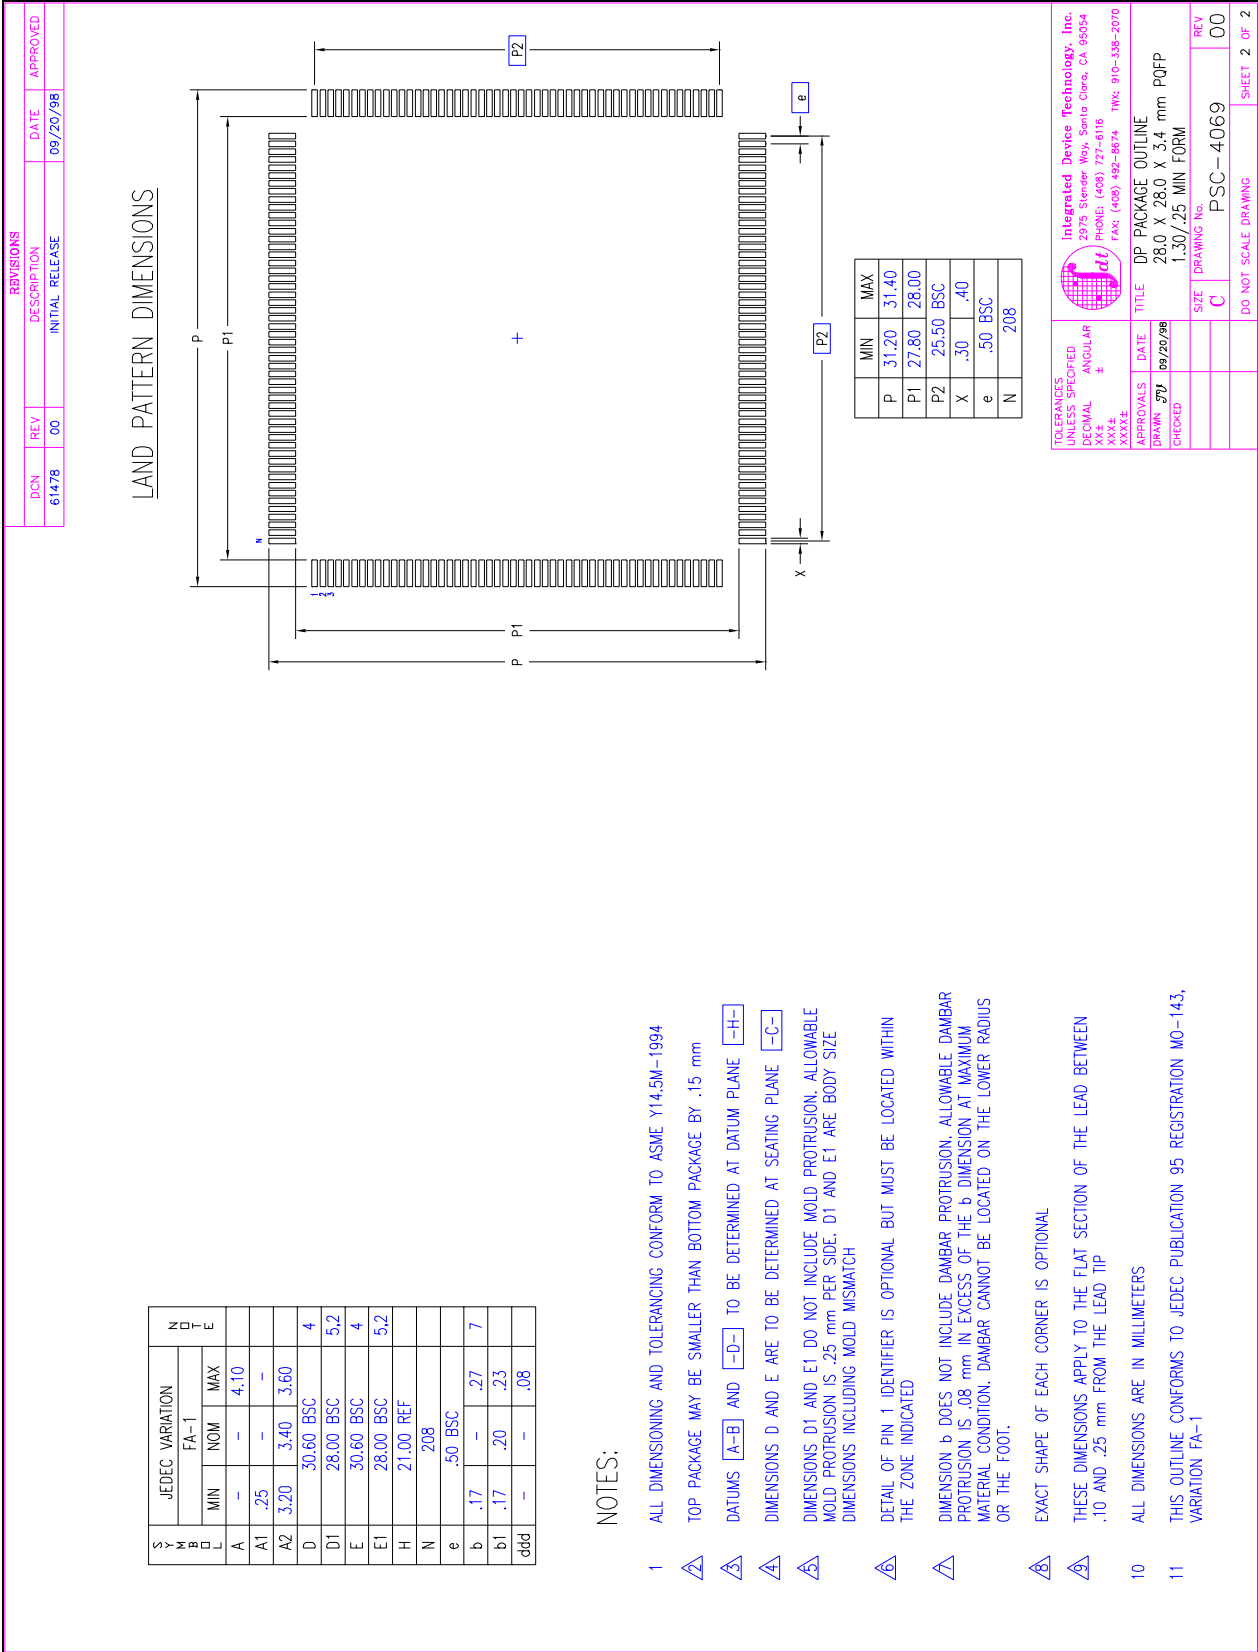 REVISIONS
DCN REV DESCRIPTION DATE APPROVED
61478 00 INITIAL RELEASE 09/20/98
LAND PATTERN DIMENSIONS
P
P1
P2
N
1
2
3
P
P1
X
P2
e
MIN MAX
P 31.20 31.40
P1 27.80 28.00
P2 25.50 BSC
X .30 .40
e .50 BSC
N 208
S Y M B O L JEDEC VARIATION N O T E
FA-1
MIN NOM MAX
A - - 4.10
A1 .25 - -
A2 3.20 3.40 3.60
D 30.60 BSC 4
D1 28.00 BSC 5,2
E 30.60 BSC 4
E1 28.00 BSC 5,2
H 21.00 REF
N 208
e .50 BSC
b .17 - .27 7
b1 .17 .20 .23
ddd - - .08
NOTES:
1 ALL DIMENSIONING AND TOLERANCING CONFORM TO ASME Y14.5M-1994
2 TOP PACKAGE MAY BE SMALLER THAN BOTTOM PACKAGE BY .15 mm
3 DATUMS A-B AND -D- TO BE DETERMINED AT DATUM PLANE -H-
4 DIMENSIONS D AND E ARE TO BE DETERMINED AT SEATING PLANE -C-
5 DIMENSIONS D1 AND E1 DO NOT INCLUDE MOLD PROTRUSION. ALLOWABLE
MOLD PROTRUSION IS .25 mm PER SIDE. D1 AND E1 ARE BODY SIZE
DIMENSIONS INCLUDING MOLD MISMATCH
6 DETAIL OF PIN 1 IDENTIFIER IS OPTIONAL BUT MUST BE LOCATED WITHIN
THE ZONE INDICATED
7 DIMENSION b DOES NOT INCLUDE DAMBAR PROTRUSION. ALLOWABLE DAMBAR
PROTRUSION IS .08 mm IN EXCESS OF THE b DIMENSION AT MAXIMUM
MATERIAL CONDITION. DAMBAR CANNOT BE LOCATED ON THE LOWER RADIUS
OR THE FOOT.
8 EXACT SHAPE OF EACH CORNER IS OPTIONAL
9 THESE DIMENSIONS APPLY TO THE FLAT SECTION OF THE LEAD BETWEEN
.10 AND .25 mm FROM THE LEAD TIP
10 ALL DIMENSIONS ARE IN MILLIMETERS
11 THIS OUTLINE CONFORMS TO JEDEC PUBLICATION 95 REGISTRATION MO-143,
VARIATION FA-1
TOLERANCES
UNLESS SPECIFIED
DECIMAL ANGULAR
XX± ±
XXX±
XXXX±
APPROVALS DATE
DRAWN JV 09/20/98
CHECKED
idt
Integrated Device Technology, Inc.
2975 Stender Way, Santa Clara, CA 95054
PHONE: (408) 727-6116
FAX: (408) 492-8674 TWX: 910-338-2070
TITLE DP PACKAGE OUTLINE
28.0 X 28.0 X 3.4 mm PQFP
1.30/.25 MIN FORM
SIZE DRAWING No. REV
C PSC-4069 00
DO NOT SCALE DRAWING SHEET 2 OF 2